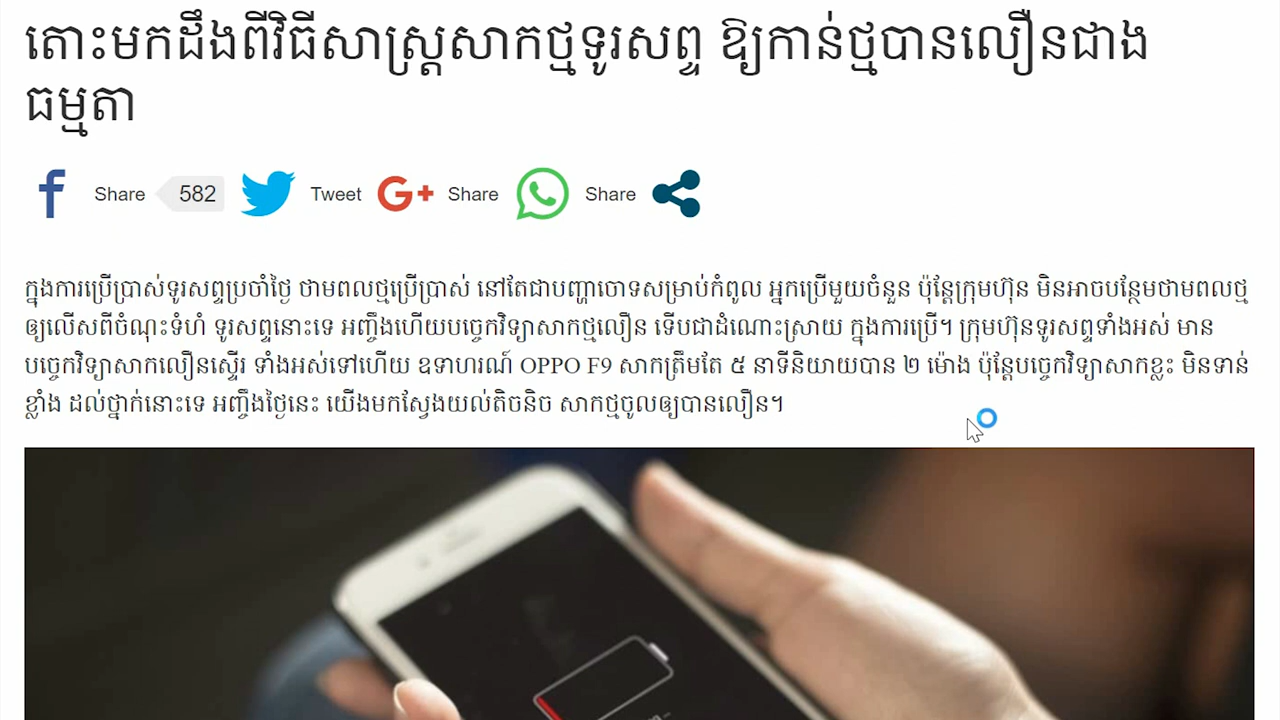 តោះមកដឹងពីវិធីសាស្ត្រសាកថ្មទូរសព្ទ ឱ្យកាន់ថ្មបានលឿនជាង
ធម្មតា
Share 582 Tweet Share Share
ក្នុងការប្រើប្រាស់ទូរសព្ទប្រចាំថ្ងៃ ថាមពលថ្មប្រើប្រាស់ នៅតែជាបញ្ហាចោទសម្រាប់កំពូល អ្នកប្រើមួយចំនួន ប៉ុន្តែក្រុមហ៊ុន មិនអាចបន្ថែមថាមពលថ្ម
ឲ្យលើសពីចំណុះទំហំ ទូរសព្ទនោះទេ អញ្ចឹងហើយបច្ចេកវិទ្យាសាកថ្មលឿន ទើបជាដំណោះស្រាយ ក្នុងការប្រើ។ ក្រុមហ៊ុនទូរសព្ទទាំងអស់ មាន
បច្ចេកវិទ្យាសាកលឿនស្ទើរ ទាំងអស់ទៅហើយ ឧទាហរណ៍ OPPO F9 សាកត្រឹមតែ ៥ នាទីនិយាយបាន ២ ម៉ោង ប៉ុន្តែបច្ចេកវិទ្យាសាកខ្លះ មិនទាន់
ខ្លាំង ដល់ថ្នាក់នោះទេ អញ្ចឹងថ្ងៃនេះ យើងមកស្វែងយល់តិចនិច សាកថ្មចូលឲ្យបានលឿន។